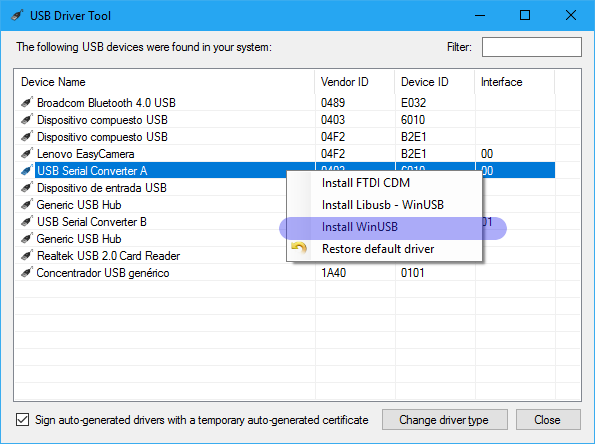 USB Driver Tool
The following USB devices were found in your system: Filter:
Device Name Vendor ID Device ID Interface
Broadcom Bluetooth 4.0 USB 0489 E032
Dispositivo compuesto USB 0403 6010
Dispositivo compuesto USB 04F2 B2E1
Lenovo EasyCamera 04F2 B2E1 00
USB Serial Converter A 0403 6010 00
Install FTDI CDM
Dispositivo de entrada USB
Install Libusb - WinUSB
Generic USB Hub
USB Serial Converter B 01
Install WinUSB
Generic USB Hub
Restore default driver
Realtek USB 2.0 Card Reader
Concentrador USB genérico 1A40 0101
Sign auto-generated drivers with a temporary auto-generated certificate Change driver type Close